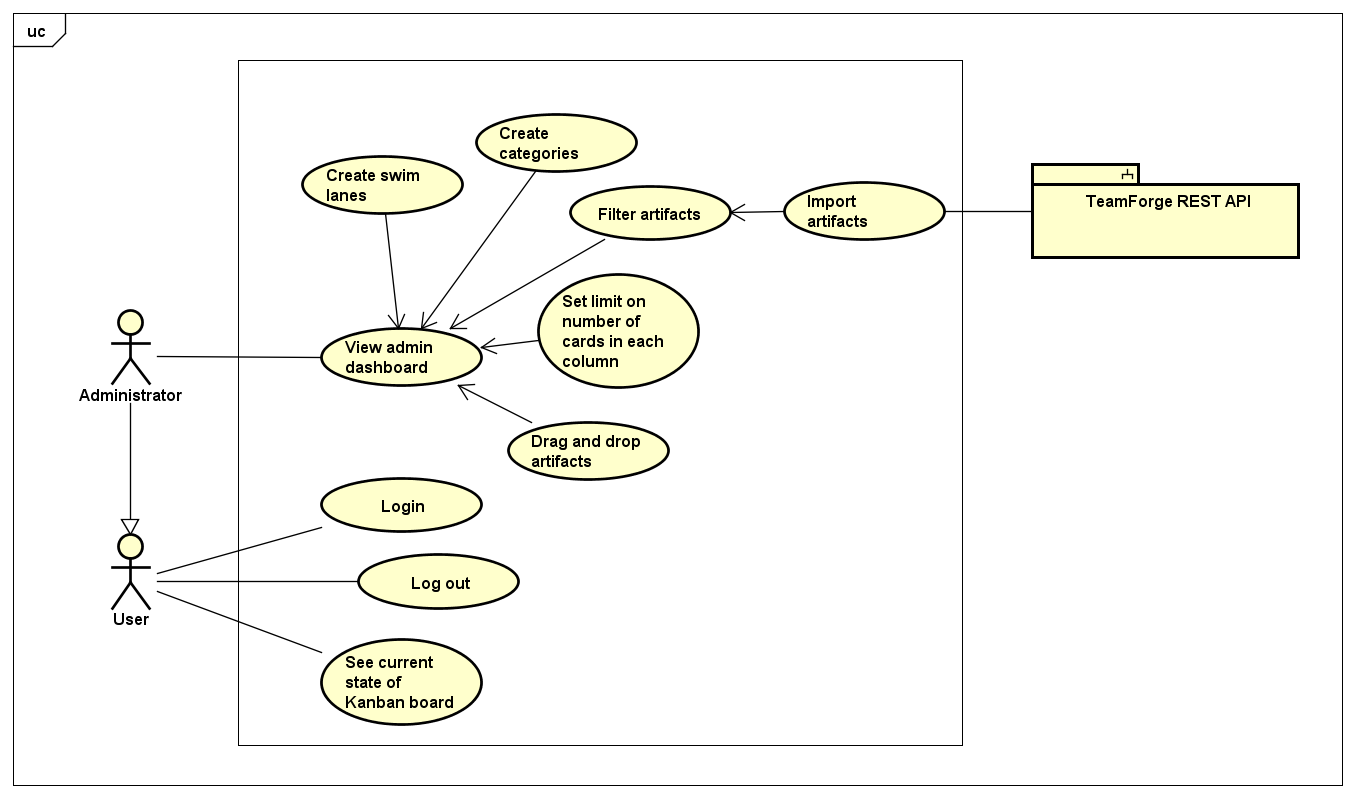 uc
Create
categories
Create swim
lanes
Filter artifacts
Import
artifacts
TeamForge REST API
Set limit on
number of
cards in each
column
View admin
dashboard
Administrator
Drag and drop
artifacts
Login
Log out
User
See current
state of
Kanban board